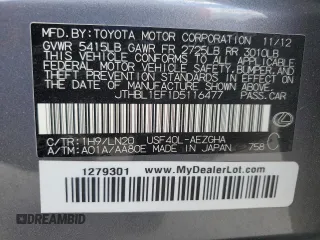 MFD. BY: TOYOTA MOTOR CORPORATION 11/12
GVWR 5415LB GAWR FR 2725LB RR 3010LB
THIS VEHICLE CONFORMS TO ALL APPLICABLE
FEDERAL MOTOR VEHICLE SAFETY, BUMPER, AND
THEFT PREVENTION STANDARDS IN EFFECT ON THE
DATE OF MANUFACTURE SHOWN ABOVE.
JTHBL1EF1D5116477 PASS. CAR
C/TR: 1H9/LN20 USF40L-AEZGHA
A/TM: A01A/AA80E MADE IN JAPAN 758 C
1279301 www.MyDealerLot.com
DREAMBID